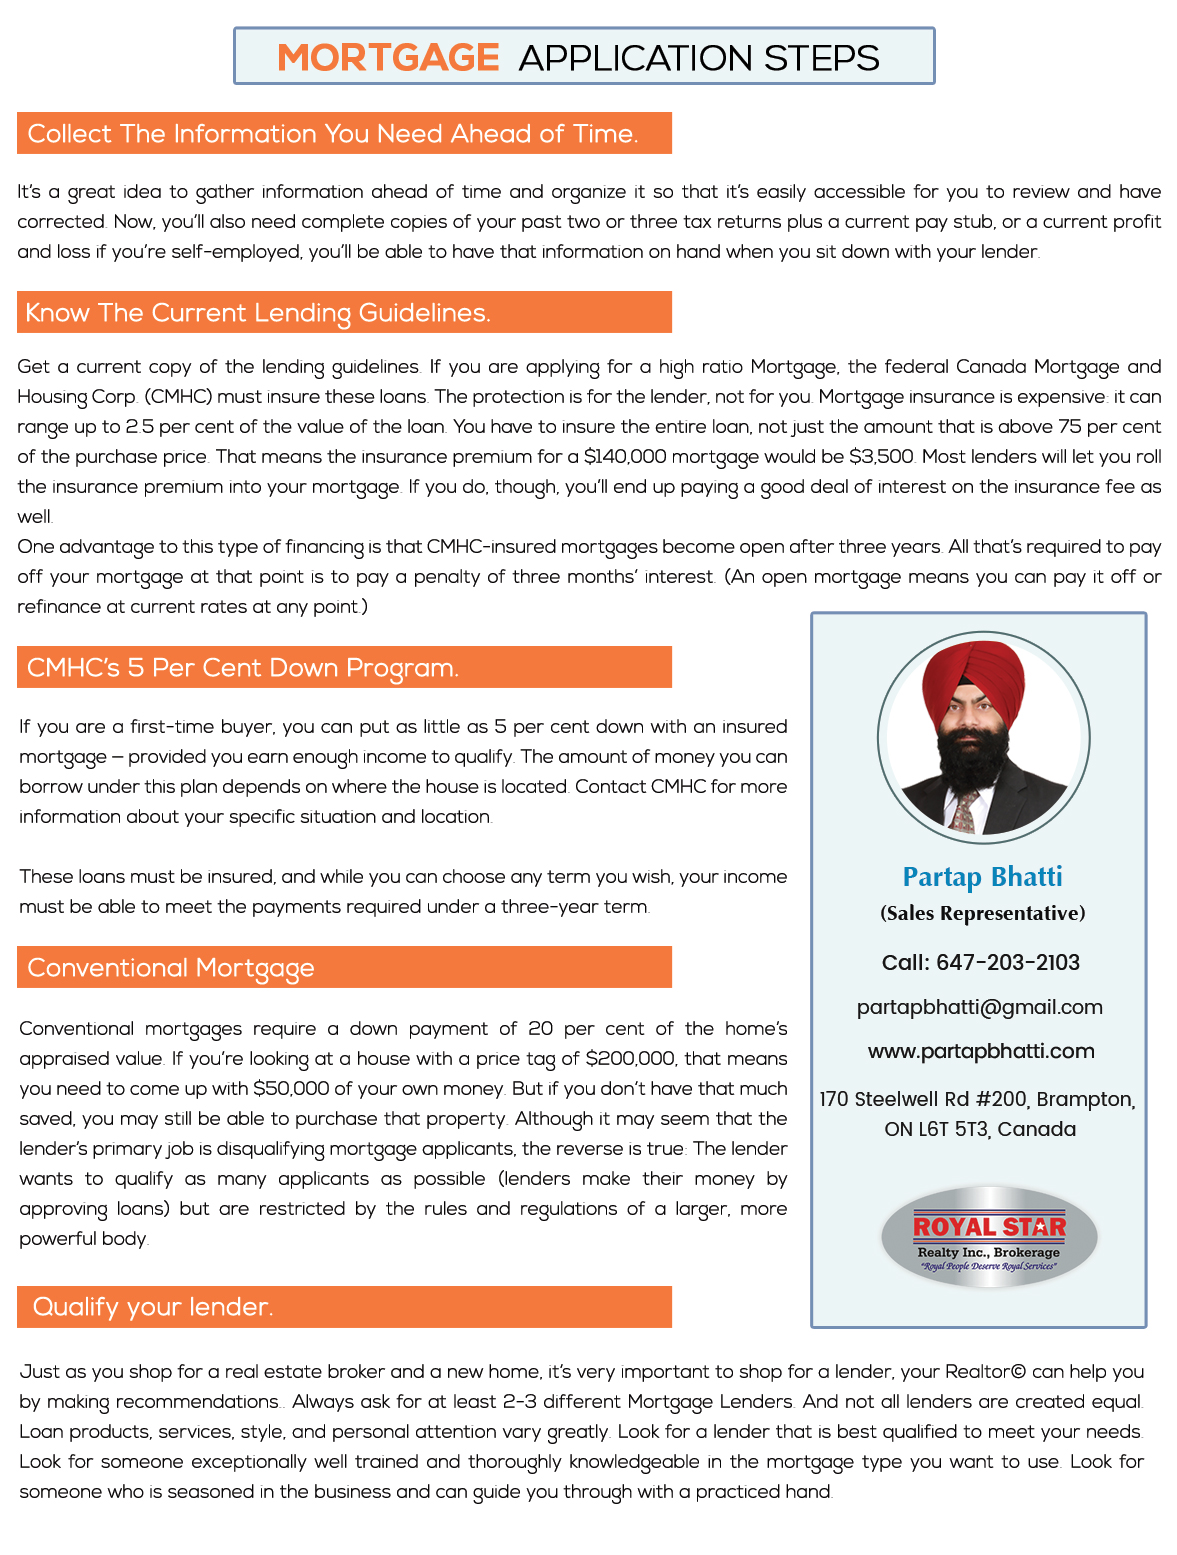 MORTGAGE APPLICATION STEPS
Collect The Information You Need Ahead of Time.
It's a great idea to gather information ahead of time and organize it so that it's easily accessible for you to review and have
corrected. Now, you'll also need complete copies of your past two or three tax returns plus a current pay stub, or a current profit
and loss if you're self-employed, you'll be able to have that information on hand when you sit down with your lender.
Know The Current Lending Guidelines.
Get a current copy of the lending guidelines. If you are applying for a high ratio Mortgage, the federal Canada Mortgage and
Housing Corp. (CMHC) must insure these loans. The protection is for the lender, not for you. Mortgage insurance is expensive: it can
range up to 2.5 per cent of the value of the loan. You have to insure the entire loan, not just the amount that is above 75 per cent
of the purchase price. That means the insurance premium for a $140,000 mortgage would be $3,500. Most lenders will let you roll
the insurance premium into your mortgage. If you do, though, you'll end up paying a good deal of interest on the insurance fee as
well.
One advantage to this type of financing is that CMHC-insured mortgages become open after three years. All that's required to pay
off your mortgage at that point is to pay a penalty of three months' interest. (An open mortgage means you can pay it off or
refinance at current rates at any point.)
CMHC's 5 Per Cent Down Program.
If you are a first-time buyer, you can put as little as 5 per cent down with an insured
mortgage – provided you earn enough income to qualify. The amount of money you can
borrow under this plan depends on where the house is located. Contact CMHC for more
information about your specific situation and location.
These loans must be insured, and while you can choose any term you wish, your income
must be able to meet the payments required under a three-year term.
Conventional Mortgage
Conventional mortgages require a down payment of 20 per cent of the home's
appraised value. If you're looking at a house with a price tag of $200,000, that means
you need to come up with $50,000 of your own money. But if you don't have that much
saved, you may still be able to purchase that property. Although it may seem that the
lender's primary job is disqualifying mortgage applicants, the reverse is true: The lender
wants to qualify as many applicants as possible (lenders make their money by
approving loans) but are restricted by the rules and regulations of a larger, more
powerful body.
Partap Bhatti
(Sales Representative)
Call: 647-203-2103
partapbhatti@gmail.com
www.partapbhatti.com
170 Steelwell Rd #200, Brampton,
ON L6T 5T3, Canada
ROYAL STAR
Realty Inc., Brokerage
"Royal People Deserve Royal Services"
Qualify your lender.
Just as you shop for a real estate broker and a new home, it's very important to shop for a lender, your Realtor© can help you
by making recommendations.. Always ask for at least 2-3 different Mortgage Lenders. And not all lenders are created equal.
Loan products, services, style, and personal attention vary greatly. Look for a lender that is best qualified to meet your needs.
Look for someone exceptionally well trained and thoroughly knowledgeable in the mortgage type you want to use. Look for
someone who is seasoned in the business and can guide you through with a practiced hand.